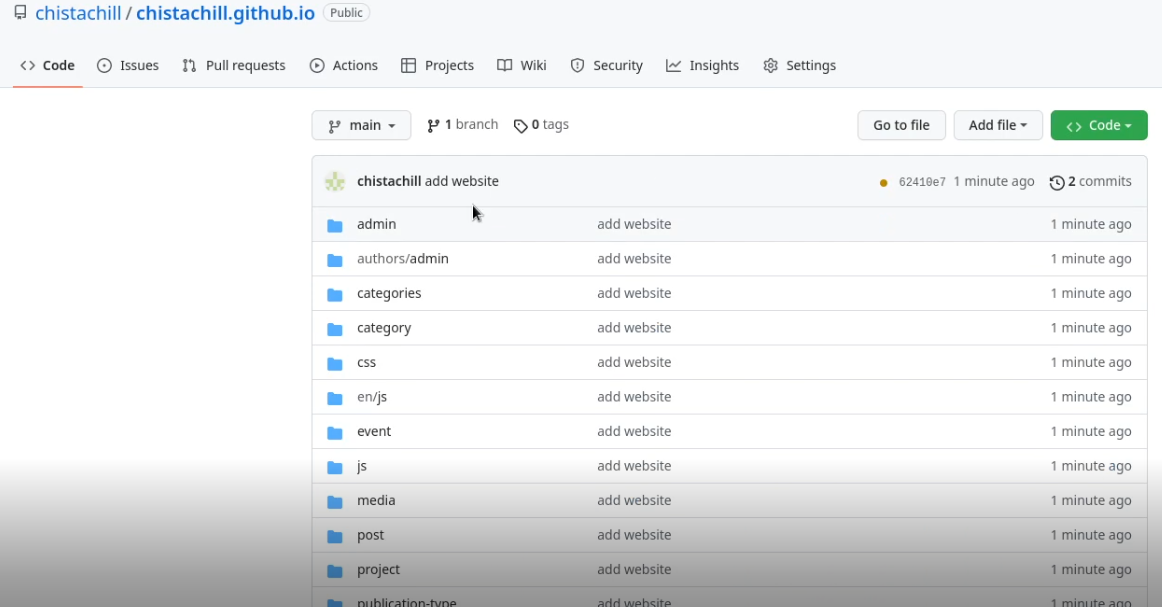 chistachill / chistachill.github.io Public
Code Issues Pull requests Actions Projects Wiki Security Insights Settings
main 1 branch 0 tags Go to file Add file Code
chistachill add website 62410e7 1 minute ago 2 commits
admin add website 1 minute ago
authors/admin add website 1 minute ago
categories add website 1 minute ago
category add website 1 minute ago
css add website 1 minute ago
en/js add website 1 minute ago
event add website 1 minute ago
js add website 1 minute ago
media add website 1 minute ago
post add website 1 minute ago
project add website 1 minute ago
publication-type add website 1 minute ago